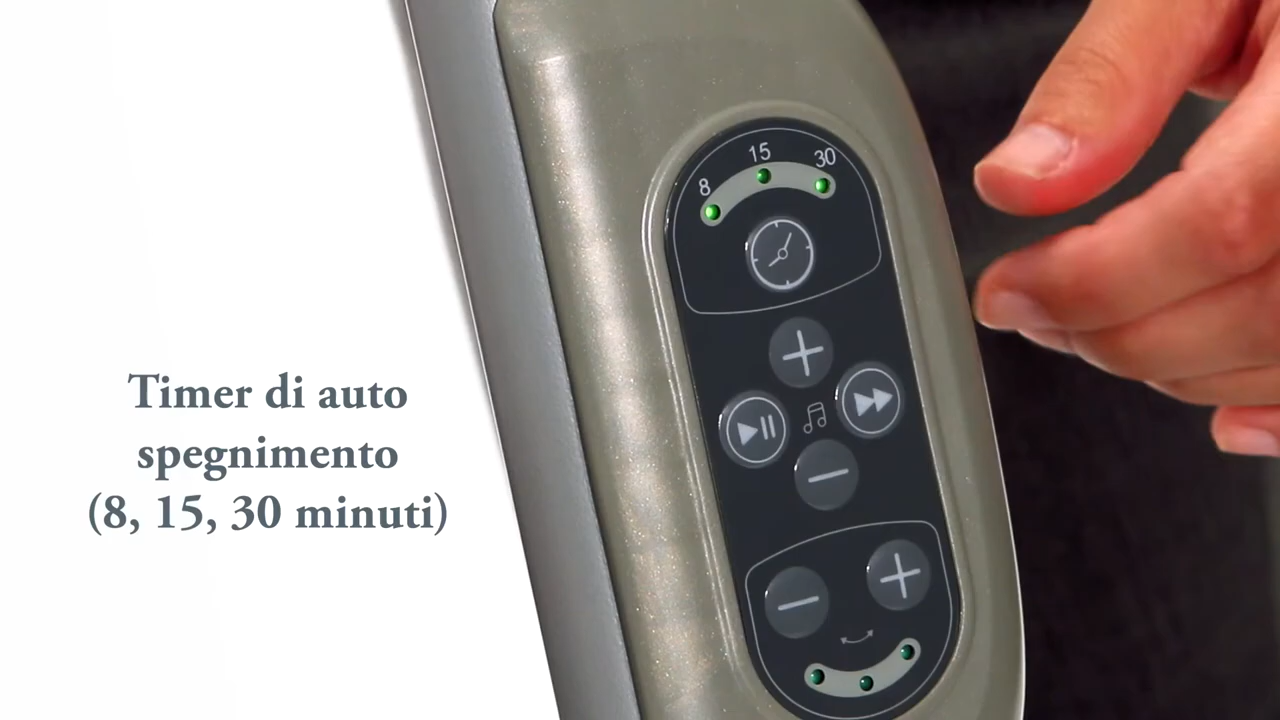 Timer di auto
spegnimento
(8, 15, 30 minuti)
8 15 30